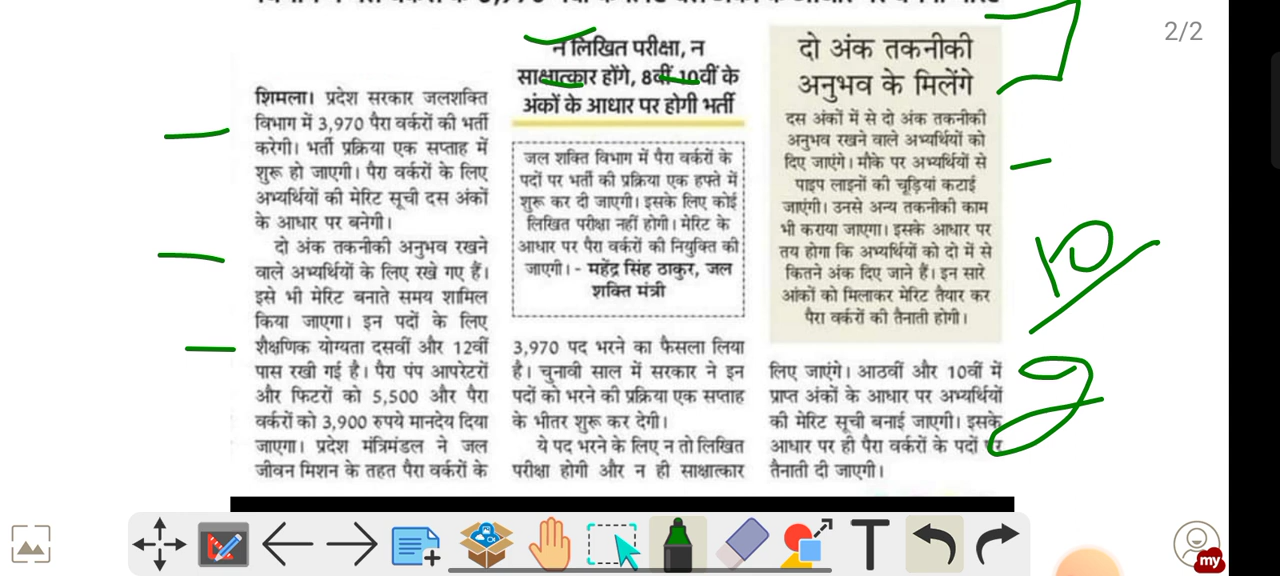 2/2
न लिखित परीक्षा, न
साक्षात्कार होंगे, 8वीं 10वीं के
अंकों के आधार पर होगी भर्ती
शिमला। प्रदेश सरकार जलशक्ति
विभाग में 3,970 पैरा वर्करों की भर्ती
करेगी। भर्ती प्रक्रिया एक सप्ताह में
शुरू हो जाएगी। पैरा वर्करों के लिए
अभ्यर्थियों की मेरिट सूची दस अंकों
के आधार पर बनेगी।
दो अंक तकनीकी अनुभव रखने
वाले अभ्यर्थियों के लिए रखे गए हैं।
इसे भी मेरिट बनाते समय शामिल
किया जाएगा। इन पदों के लिए
शैक्षणिक योग्यता दसवीं और 12वीं
पास रखी गई है। पैरा पंप आपरेटरों
और फिटरों को 5,500 और पैरा
वर्करों को 3,900 रुपये मानदेय दिया
जाएगा। प्रदेश मंत्रिमंडल ने जल
जीवन मिशन के तहत पैरा वर्करों के
जल शक्ति विभाग में पैरा वर्करों के
पदों पर भर्ती की प्रक्रिया एक हफ्ते में
शुरू कर दी जाएगी। इसके लिए कोई
लिखित परीक्षा नहीं होगी। मेरिट के
आधार पर पैरा वर्करों की नियुक्ति की
जाएगी। - महेंद्र सिंह ठाकुर, जल
शक्ति मंत्री
3,970 पद भरने का फैसला लिया
है। चुनावी साल में सरकार ने इन
पदों को भरने की प्रक्रिया एक सप्ताह
के भीतर शुरू कर देगी।
ये पद भरने के लिए न तो लिखित
परीक्षा होगी और न ही साक्षात्कार
दो अंक तकनीकी
अनुभव के मिलेंगे
दस अंकों में से दो अंक तकनीकी
अनुभव रखने वाले अभ्यर्थियों को
दिए जाएंगे। मौके पर अभ्यर्थियों से
पाइप लाइनों की चूड़ियां कटाई
जाएंगी। उनसे अन्य तकनीकी काम
भी कराया जाएगा। इसके आधार पर
तय होगा कि अभ्यर्थियों को दो में से
कितने अंक दिए जाने हैं। इन सारे
आंकों को मिलाकर मेरिट तैयार कर
पैरा वर्करों की तैनाती होगी।
लिए जाएंगे। आठवीं और 10वीं में
प्राप्त अंकों के आधार पर अभ्यर्थियों
की मेरिट सूची बनाई जाएगी। इसके
आधार पर ही पैरा वर्करों के पदों पर
तैनाती दी जाएगी।
10
2
T
my